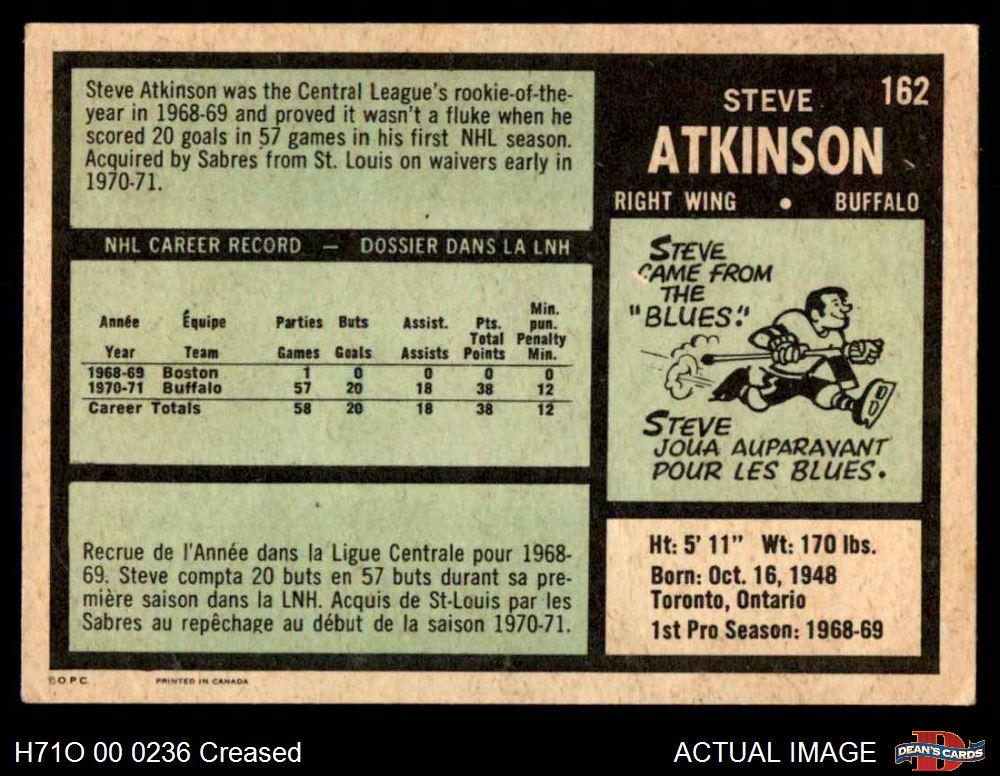 Steve Atkinson was the Central League's rookie-of-the-
year in 1968-69 and proved it wasn't a fluke when he
scored 20 goals in 57 games in his first NHL season.
Acquired by Sabres from St. Louis on waivers early in
1970-71.
162
STEVE
ATKINSON
RIGHT WING • BUFFALO
NHL CAREER RECORD — DOSSIER DANS LA LNH
Année Équipe Parties Buts Assist. Pts. Min. pun.
Year Team Games Goals Assists Total Points Penalty Min.
1968-69 Boston 1 0 0 0 0
1970-71 Buffalo 57 20 18 38 12
Career Totals 58 20 18 38 12
STEVE
CAME FROM
THE
"BLUES."
STEVE
JOUA AUPARAVANT
POUR LES BLUES.
Recrue de l'Année dans la Ligue Centrale pour 1968-
69. Steve compta 20 buts en 57 buts durant sa pre-
mière saison dans la LNH. Acquis de St-Louis par les
Sabres au repêchage au début de la saison 1970-71.
Ht: 5' 11" Wt: 170 lbs.
Born: Oct. 16, 1948
Toronto, Ontario
1st Pro Season: 1968-69
©O.P.C. PRINTED IN CANADA
H71O 00 0236 Creased
ACTUAL IMAGE
DEAN'S CARDS